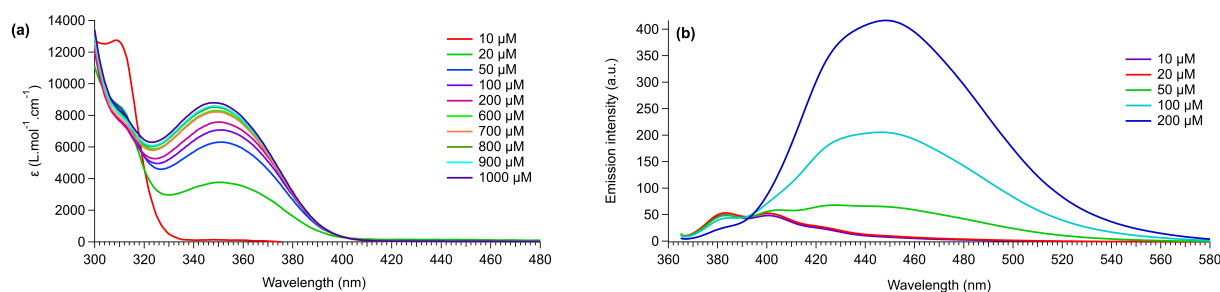 (a)
ε (L.mol⁻¹.cm⁻¹)
14000
12000
10000
8000
6000
4000
2000
0
300 320 340 360 380 400 420 440 460 480
Wavelength (nm)
10 µM
20 µM
50 µM
100 µM
200 µM
600 µM
700 µM
800 µM
900 µM
1000 µM
(b)
Emission intensity (a.u.)
400
350
300
250
200
150
100
50
0
360 380 400 420 440 460 480 500 520 540 560 580
Wavelength (nm)
10 µM
20 µM
50 µM
100 µM
200 µM